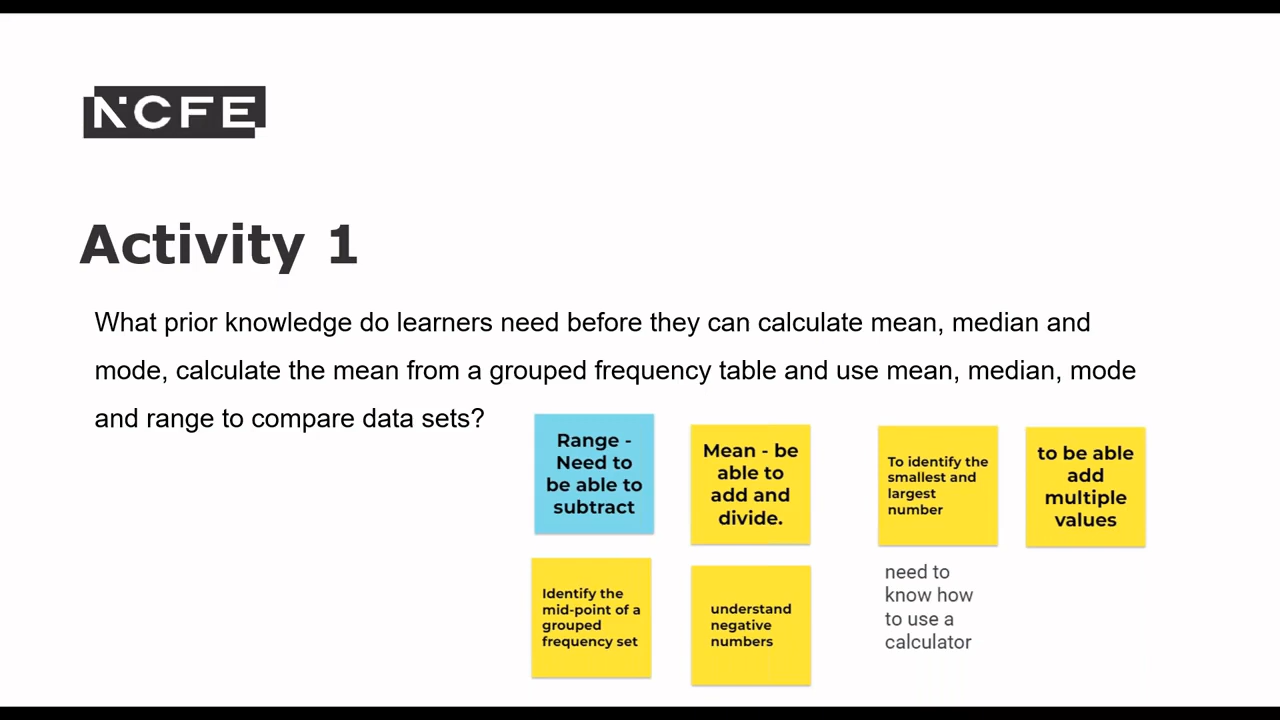 NCFE
Activity 1
What prior knowledge do learners need before they can calculate mean, median and
mode, calculate the mean from a grouped frequency table and use mean, median, mode
and range to compare data sets?
Range -
Need to
be able to
subtract
Mean - be
able to
add and
divide.
To identify the
smallest and
largest
number
to be able
add
multiple
values
Identify the
mid-point of a
grouped
frequency set
understand
negative
numbers
need to
know how
to use a
calculator